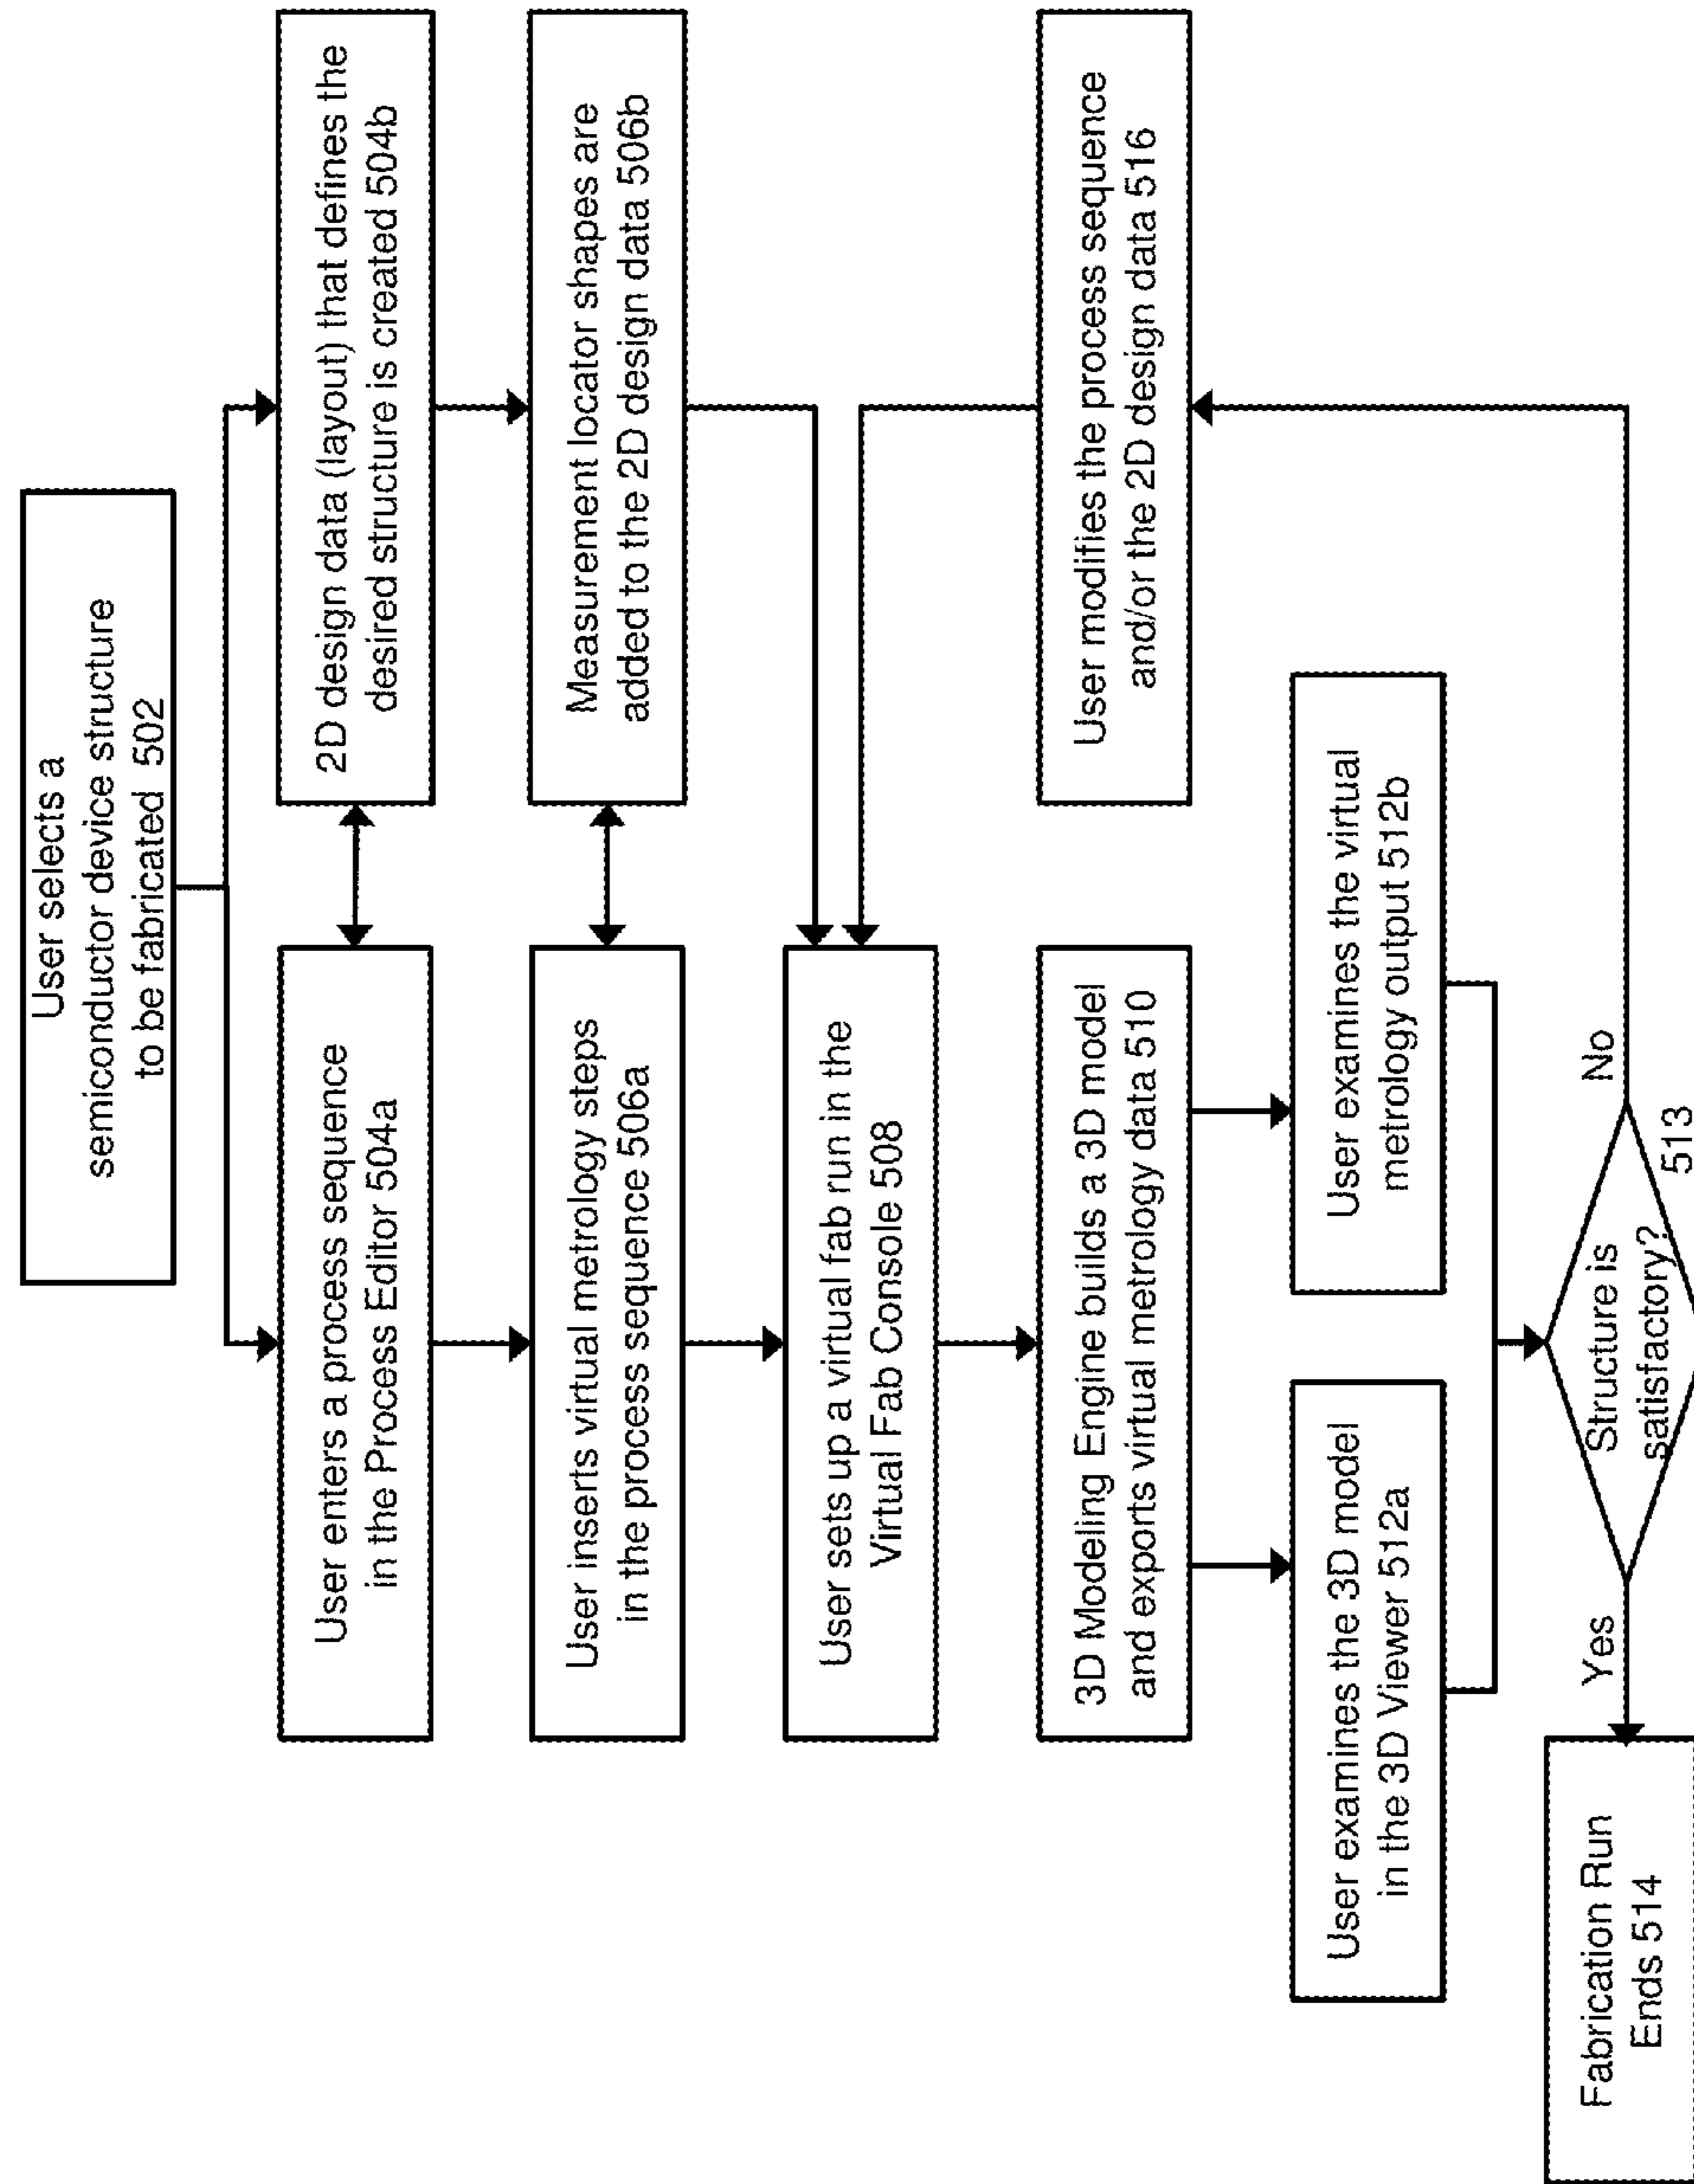 User selects a
semiconductor device structure
to be fabricated 502
User enters a process sequence
in the Process Editor 504a
2D design data (layout) that defines the
desired structure is created 504b
User inserts virtual metrology steps
in the process sequence 506a
Measurement locator shapes are
added to the 2D design data 506b
User sets up a virtual fab run in the
Virtual Fab Console 508
3D Modeling Engine builds a 3D model
and exports virtual metrology data 510
User modifies the process sequence
and/or the 2D design data 516
User examines the 3D model
in the 3D Viewer 512a
User examines the virtual
metrology output 512b
Fabrication Run
Ends 514
Yes
Structure is
satisfactory?
No
513